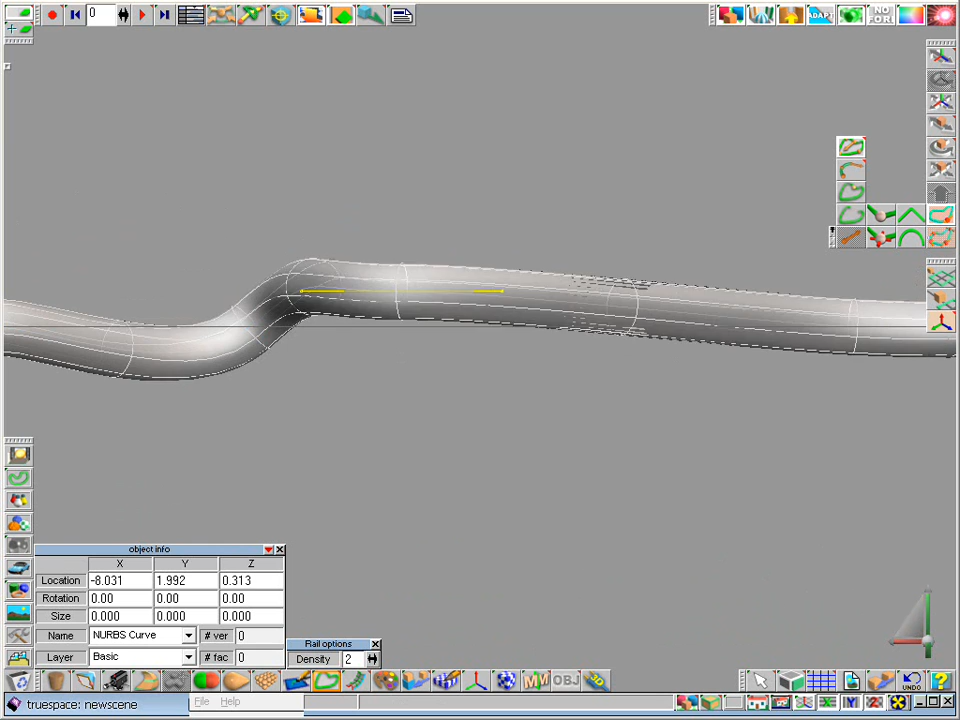 0
ADAPT
NO
FOR!
object info
X Y Z
Location -8.031 1.992 0.313
Rotation 0.00 0.00 0.00
Size 0.000 0.000 0.000
Name NURBS Curve # ver 0
Layer Basic # fac 0
Rail options
Density 2
OBJ
UNDO
?
truespace: newscene
File Help